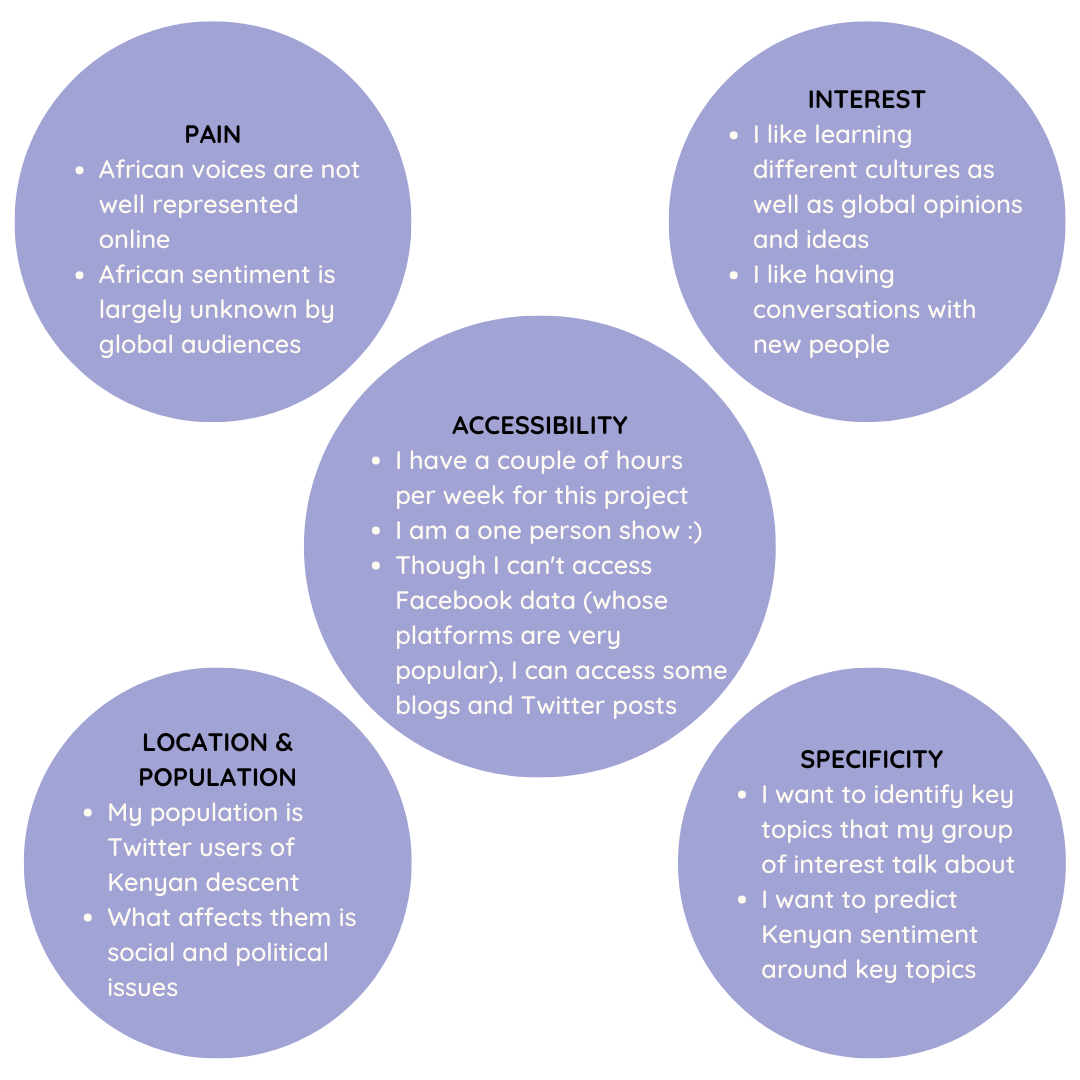 PAIN
• African voices are not
well represented
online
• African sentiment is
largely unknown by
global audiences
INTEREST
• I like learning
different cultures as
well as global opinions
and ideas
• I like having
conversations with
new people
ACCESSIBILITY
• I have a couple of hours
per week for this project
• I am a one person show :)
• Though I can't access
Facebook data (whose
platforms are very
popular), I can access some
blogs and Twitter posts
LOCATION &
POPULATION
• My population is
Twitter users of
Kenyan descent
• What affects them is
social and political
issues
SPECIFICITY
• I want to identify key
topics that my group
of interest talk about
• I want to predict
Kenyan sentiment
around key topics